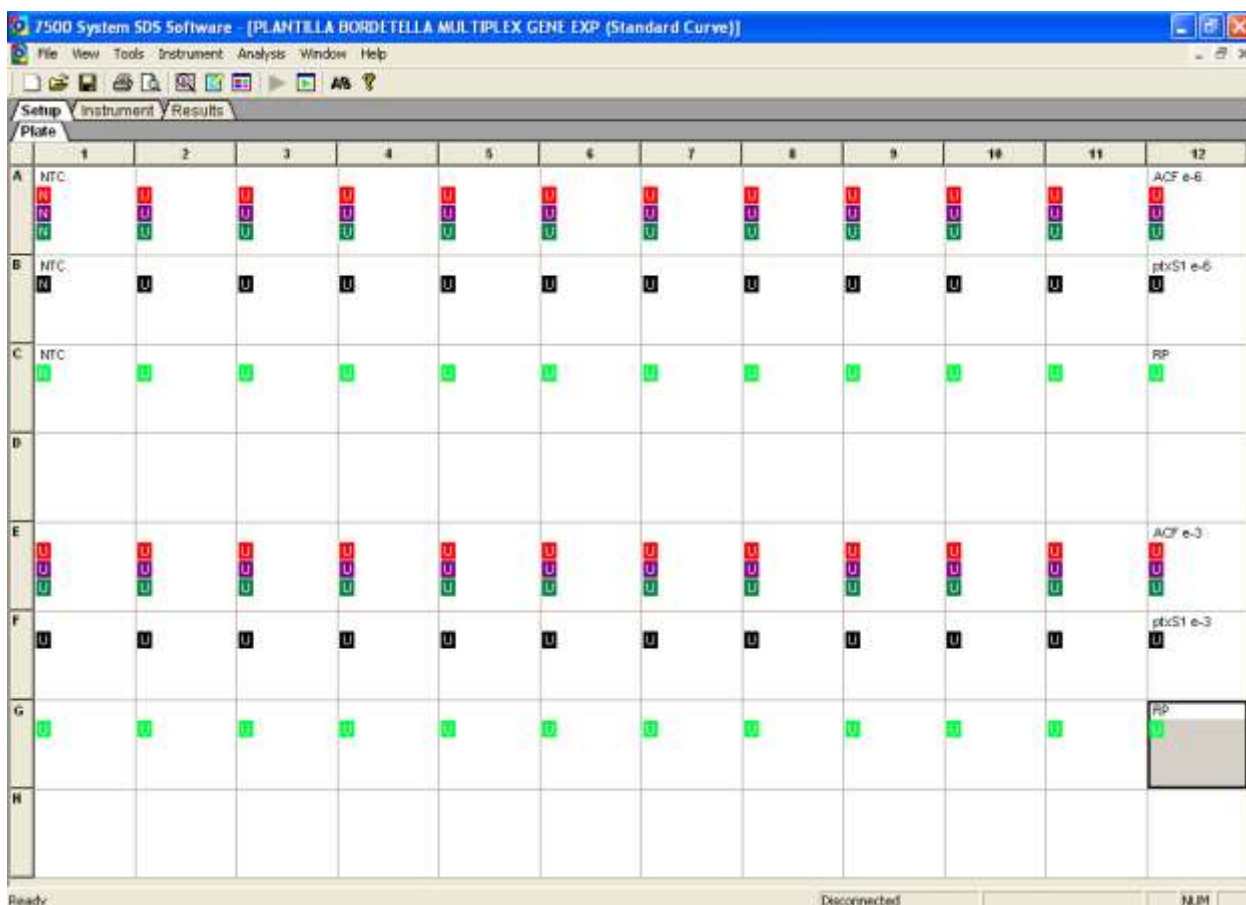 7500 System SDS Software - [PLANTILLA BORDETELLA MULTIPLEX GENE EXP (Standard Curve)]
File View Tools Instrument Analysis Window Help
Setup Instrument Results
Plate
1 2 3 4 5 6 7 8 9 10 11 12
A NTC ACF e-6
N U U U U U U U U U U U
N U U U U U U U U U U U
N U U U U U U U U U U U
B NTC ptxS1 e-6
N U U U U U U U U U U U
C NTC RP
N U U U U U U U U U U U
D
E ACF e-3
U U U U U U U U U U U U
U U U U U U U U U U U U
U U U U U U U U U U U U
F ptxS1 e-3
U U U U U U U U U U U U
G RP
U U U U U U U U U U U U
H
Ready Disconnected NUM